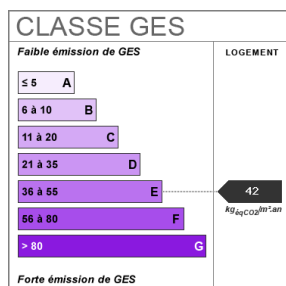 CLASSE GES
Faible émission de GES
LOGEMENT
≤ 5 A
6 à 10 B
11 à 20 C
21 à 35 D
36 à 55 E
42
kgéqCO2/m².an
56 à 80 F
> 80 G
Forte émission de GES